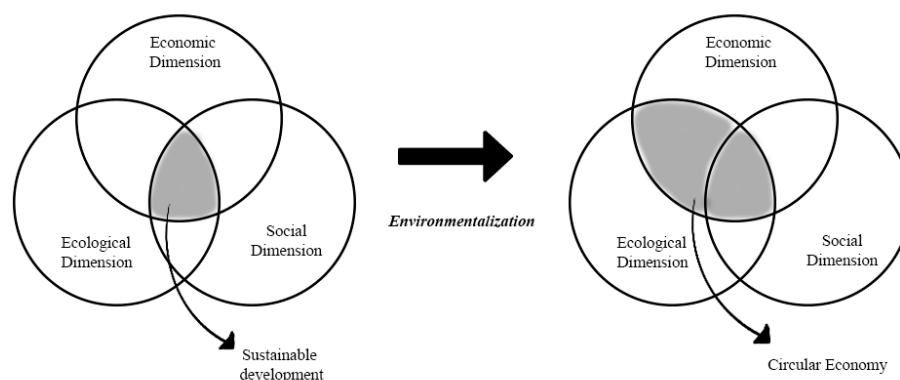 Economic
Dimension
Ecological
Dimension
Social
Dimension
Sustainable
development
Environmentalization
Economic
Dimension
Ecological
Dimension
Social
Dimension
Circular Economy